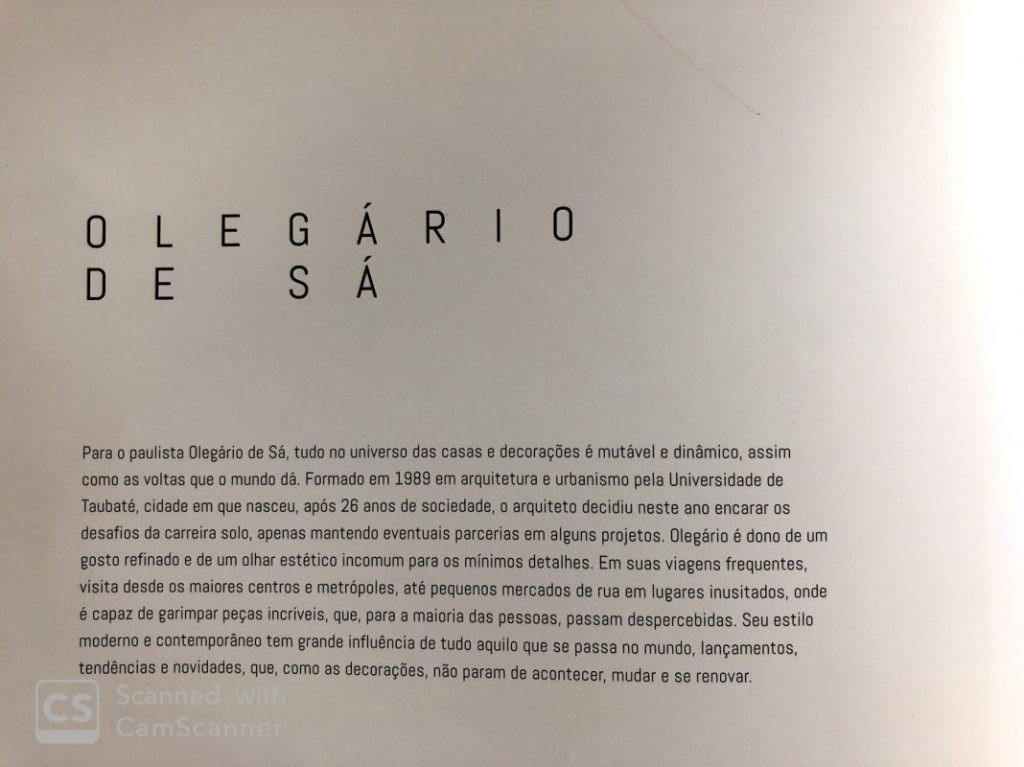 OLEGÁRIO
DE SÁ
Para o paulista Olegário de Sá, tudo no universo das casas e decorações é mutável e dinâmico, assim
como as voltas que o mundo dá. Formado em 1989 em arquitetura e urbanismo pela Universidade de
Taubaté, cidade em que nasceu, após 26 anos de sociedade, o arquiteto decidiu neste ano encarar os
desafios da carreira solo, apenas mantendo eventuais parcerias em alguns projetos. Olegário é dono de um
gosto refinado e de um olhar estético incomum para os mínimos detalhes. Em suas viagens frequentes,
visita desde os maiores centros e metrópoles, até pequenos mercados de rua em lugares inusitados, onde
é capaz de garimpar peças incríveis, que, para a maioria das pessoas, passam despercebidas. Seu estilo
moderno e contemporâneo tem grande influência de tudo aquilo que se passa no mundo, lançamentos,
tendências e novidades, que, como as decorações, não param de acontecer, mudar e se renovar.
CS Scanned with
CamScanner